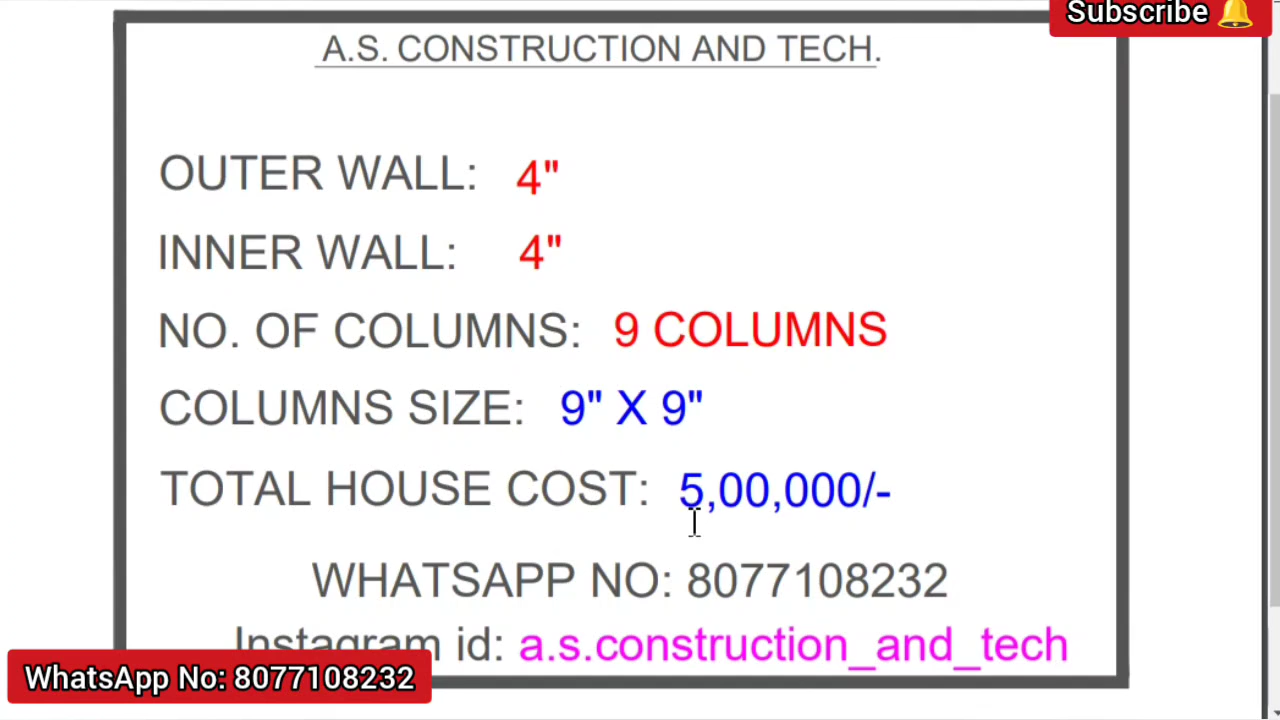 Subscribe
A.S. CONSTRUCTION AND TECH.
OUTER WALL: 4"
INNER WALL: 4"
NO. OF COLUMNS: 9 COLUMNS
COLUMNS SIZE: 9" X 9"
TOTAL HOUSE COST: 5,00,000/-
WHATSAPP NO: 8077108232
Instagram id: a.s.construction_and_tech
WhatsApp No: 8077108232